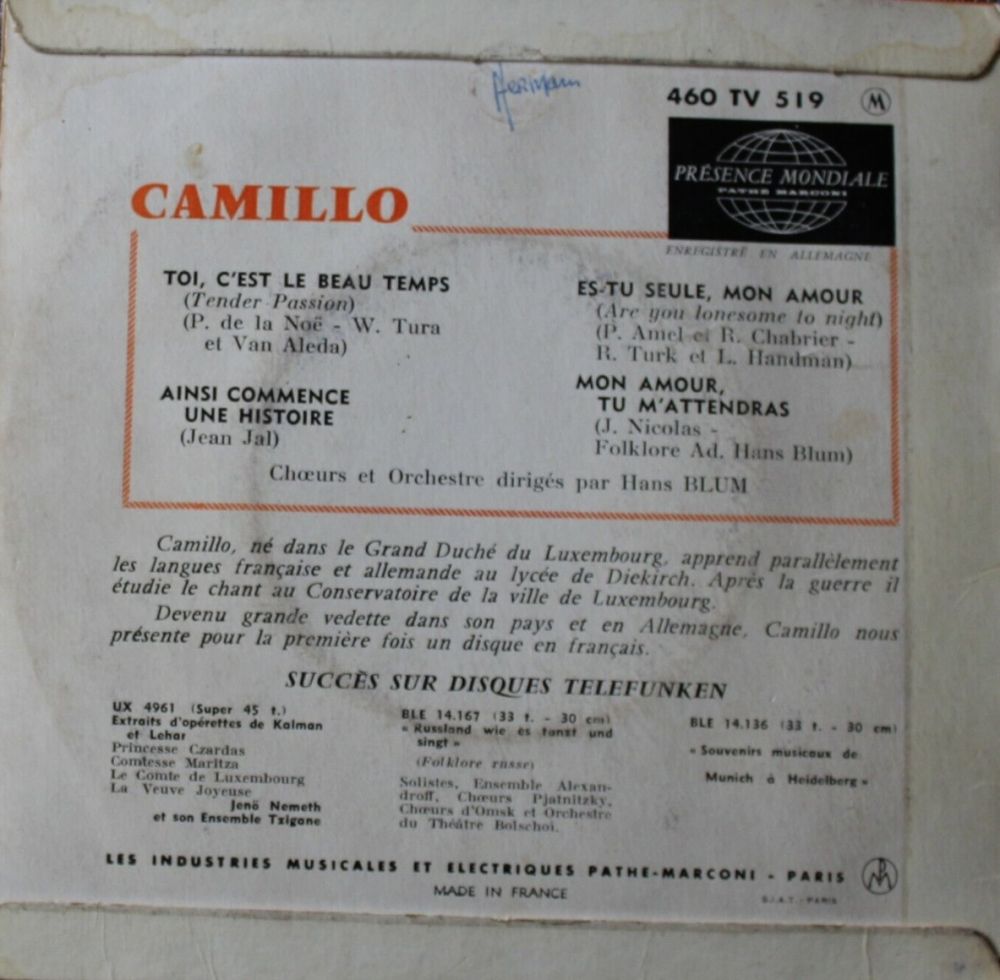 460 TV 519 M
PRÉSENCE MONDIALE
PATHE MARCONI
ENREGISTRÉ EN ALLEMAGNE
CAMILLO
TOI, C'EST LE BEAU TEMPS
(Tender Passion)
(P. de la Noë - W. Tura
et Van Aleda)
AINSI COMMENCE
UNE HISTOIRE
(Jean Jal)
ES-TU SEULE, MON AMOUR
(Are you lonesome to night)
(P. Amel et R. Chabrier -
R. Turk et L. Handman)
MON AMOUR,
TU M'ATTENDRAS
(J. Nicolas -
Folklore Ad. Hans Blum)
Chœurs et Orchestre dirigés par Hans BLUM
Camillo, né dans le Grand Duché du Luxembourg, apprend parallèlement
les langues française et allemande au lycée de Diekirch. Après la guerre il
étudie le chant au Conservatoire de la ville de Luxembourg.
Devenu grande vedette dans son pays et en Allemagne, Camillo nous
présente pour la première fois un disque en français.
SUCCÈS SUR DISQUES TELEFUNKEN
UX 4961 (Super 45 t.)
Extraits d'opérettes de Kalman
et Lehar
Princesse Czardas
Comtesse Maritza
Le Comte de Luxembourg
La Veuve Joyeuse
Jenö Nemeth
et son Ensemble Tzigane
BLE 14.167 (33 t. - 30 cm)
« Russland wie es tanzt und
singt »
(Folklore russe)
Solistes, Ensemble Alexan-
droff, Chœurs Pjatnitzky,
Chœurs d'Omsk et Orchestre
du Théâtre Bolschoi.
BLE 14.136 (33 t. - 30 cm)
« Souvenirs musicaux de
Munich à Heidelberg »
LES INDUSTRIES MUSICALES ET ELECTRIQUES PATHE-MARCONI - PARIS
MADE IN FRANCE
S.I.A.T. - PARIS